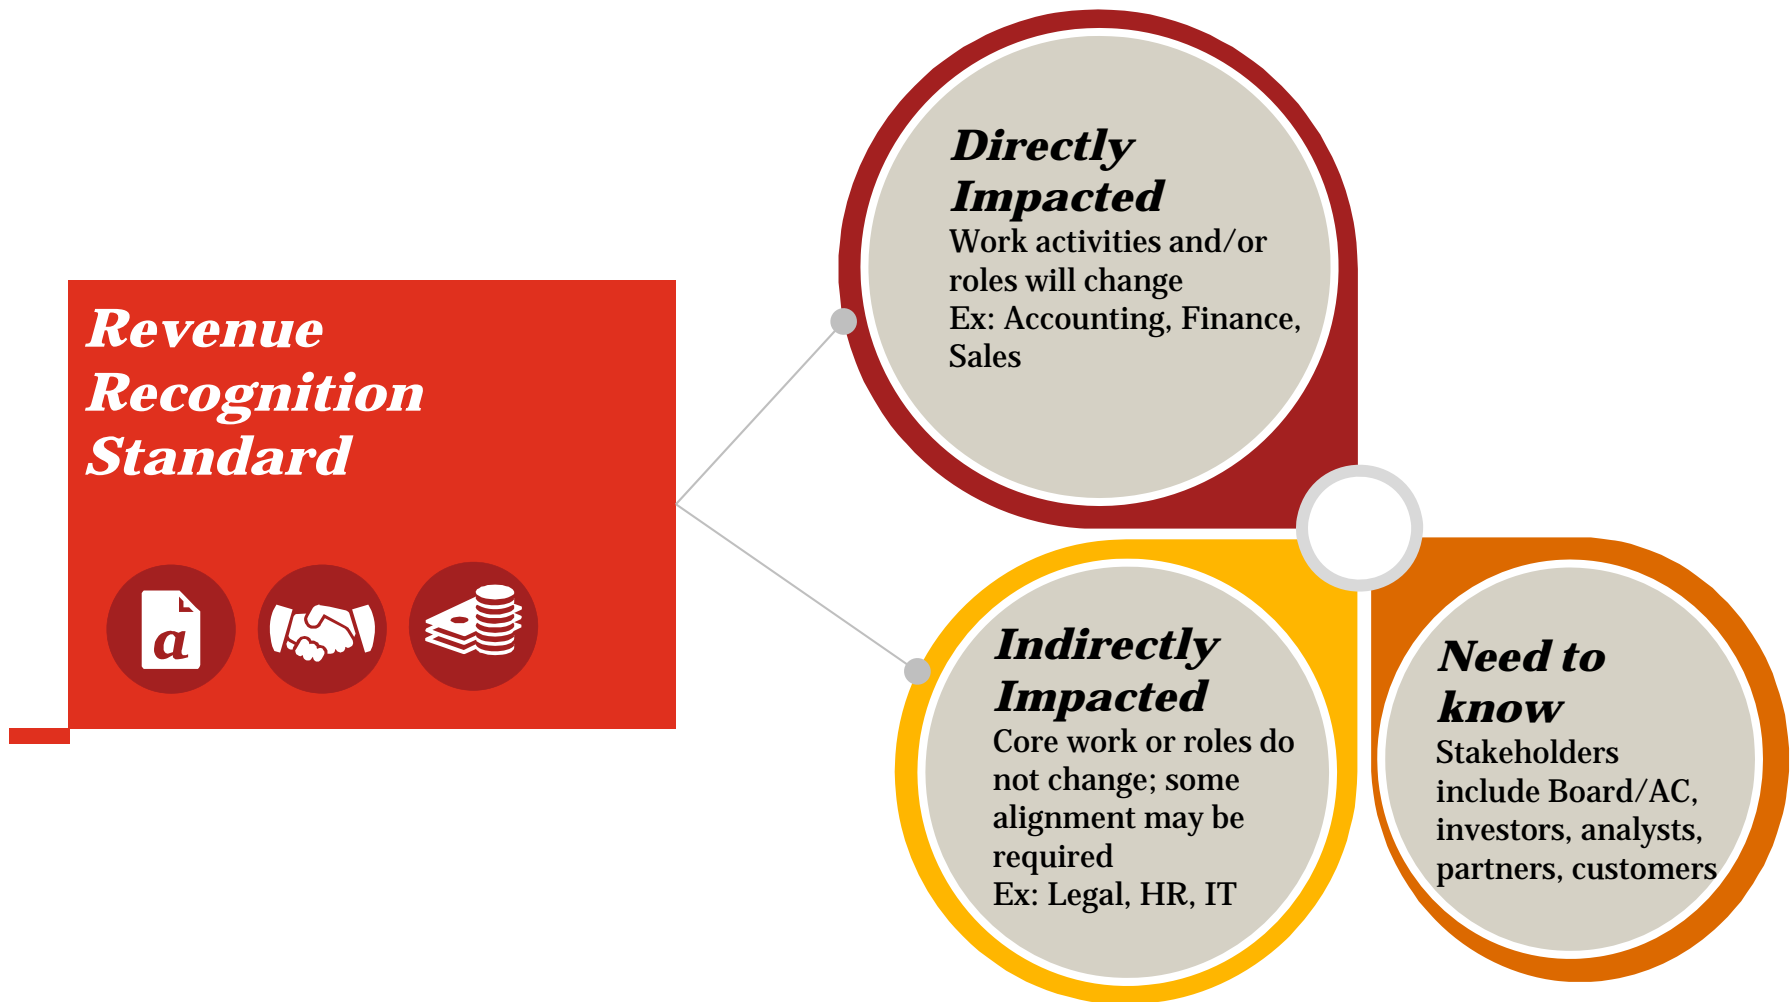 Revenue
Recognition
Standard
a
Directly
Impacted
Work activities and/or
roles will change
Ex: Accounting, Finance,
Sales
Indirectly
Impacted
Core work or roles do
not change; some
alignment may be
required
Ex: Legal, HR, IT
Need to
know
Stakeholders
include Board/AC,
investors, analysts,
partners, customers